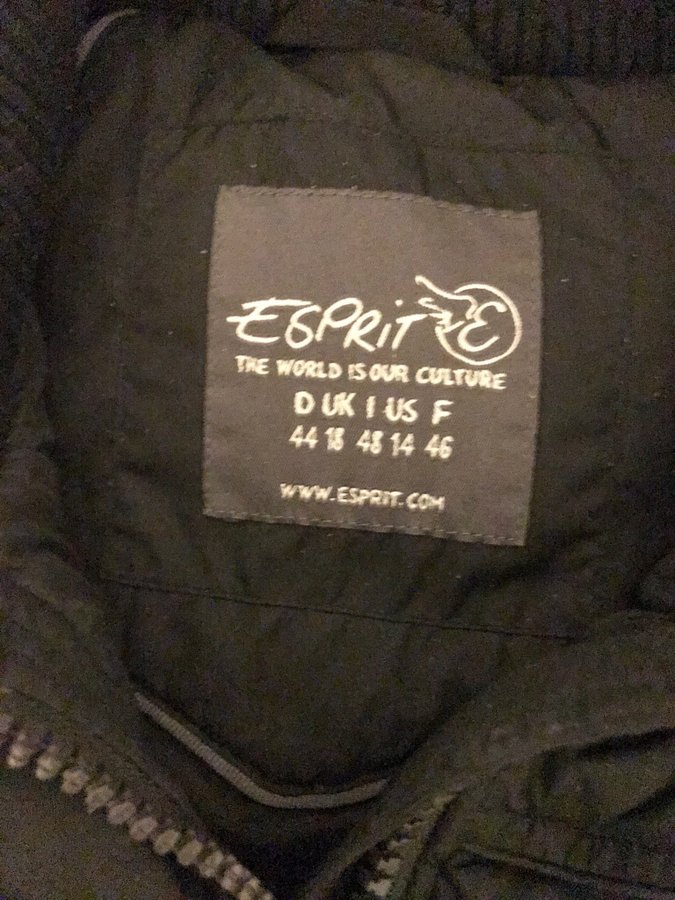 ESPRIT E
THE WORLD IS OUR CULTURE
D UK I US F
44 18 48 14 46
WWW.ESPRIT.COM